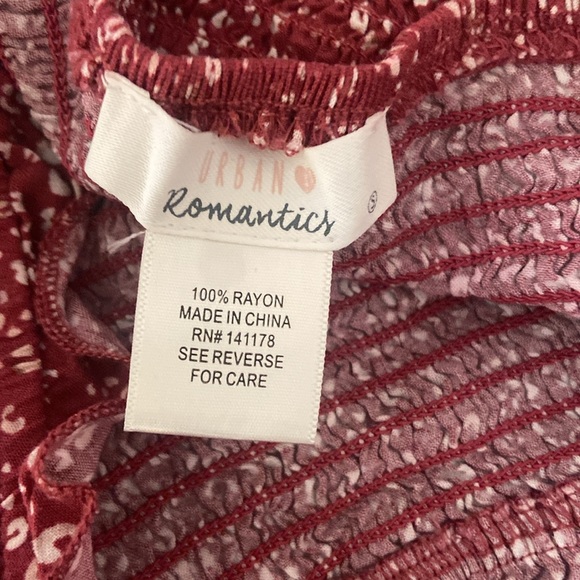 URBAN
Romantics
S
100% RAYON
MADE IN CHINA
RN# 141178
SEE REVERSE
FOR CARE